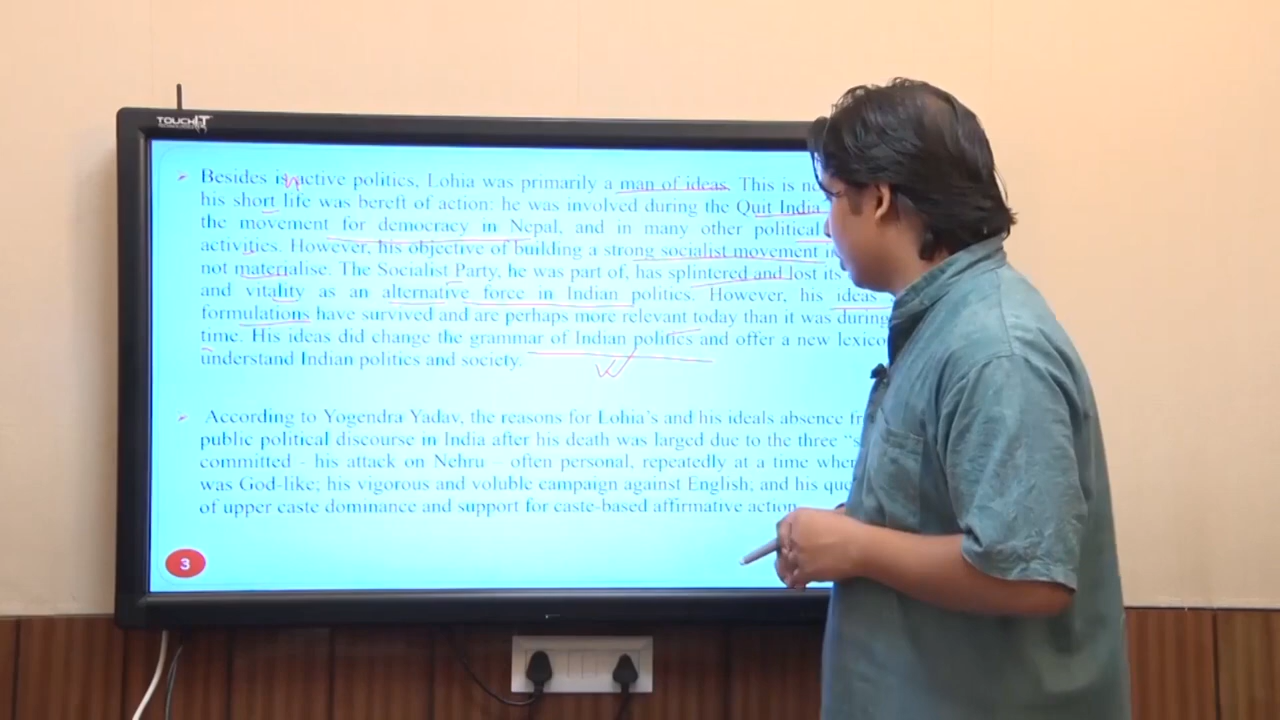 TOUCHIT
Besides is active politics, Lohia was primarily a man of ideas. This is
his short life was bereft of action: he was involved during the Quit India
the movement for democracy in Nepal, and in many other political
activities. However, his objective of building a strong socialist movement
not materialise. The Socialist Party, he was part of, has splintered and lost its
and vitality as an alternative force in Indian politics. However, his ideas
formulations have survived and are perhaps more relevant today than it was during
time. His ideas did change the grammar of Indian politics and offer a new
understand Indian politics and society.
According to Yogendra Yadav, the reasons for Lohia's and his ideals absence
public political discourse in India after his death was larged due to the three
committed - his attack on Nehru – often personal, repeatedly at a time
was God-like; his vigorous and voluble campaign against English; and his
of upper caste dominance and support for caste-based affirmative action
3